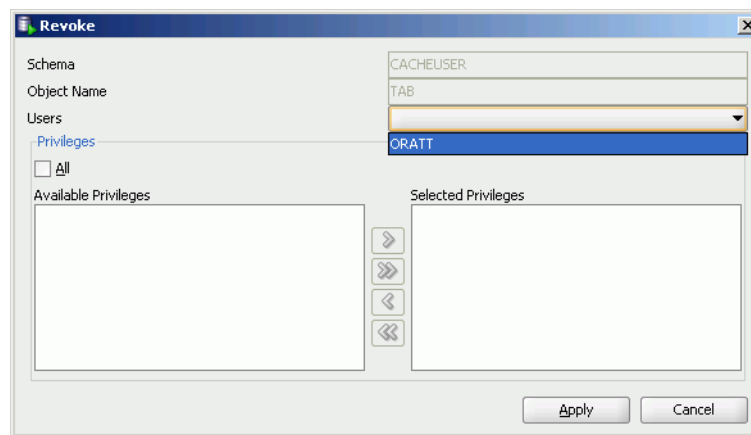 Revoke
Schema CACHEUSER
Object Name TAB
Users
ORATT
Privileges
All
Available Privileges Selected Privileges
Apply Cancel